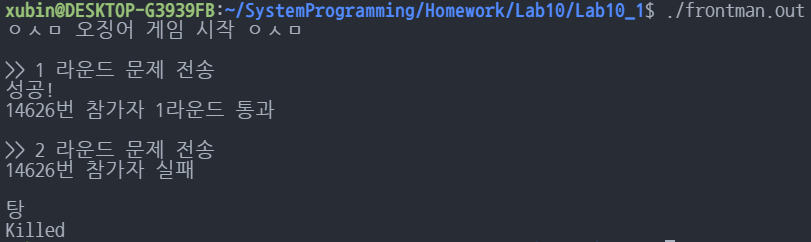 xubin@DESKTOP-G3939FB:~/SystemProgramming/Homework/Lab10/Lab10_1$ ./frontman.out
ㅇㅅㅁ 오징어 게임 시작 ㅇㅅㅁ
>> 1 라운드 문제 전송
성공!
14626번 참가자 1라운드 통과
>> 2 라운드 문제 전송
14626번 참가자 실패
탕
Killed